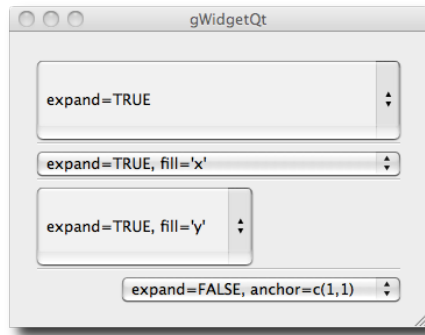 gWidgetQt
expand=TRUE
expand=TRUE, fill='x'
expand=TRUE, fill='y'
expand=FALSE, anchor=c(1,1)